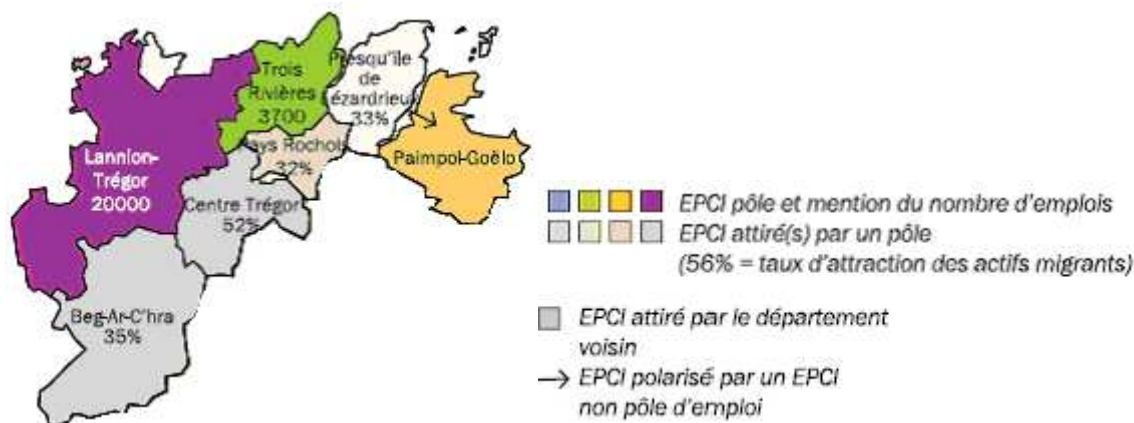 Trois
Rivières
3700
Presqu'île
de
Lézardrieux
33%
Lannion-
Trégor
20000
Pays Rochois
32%
Paimpol-Goëlo
Centre Trégor
52%
Beg-Ar-C'hra
35%
EPCI pôle et mention du nombre d'emplois
EPCI attiré(s) par un pôle
(56% = taux d'attraction des actifs migrants)
EPCI attiré par le département
voisin
EPCI polarisé par un EPCI
non pôle d'emploi